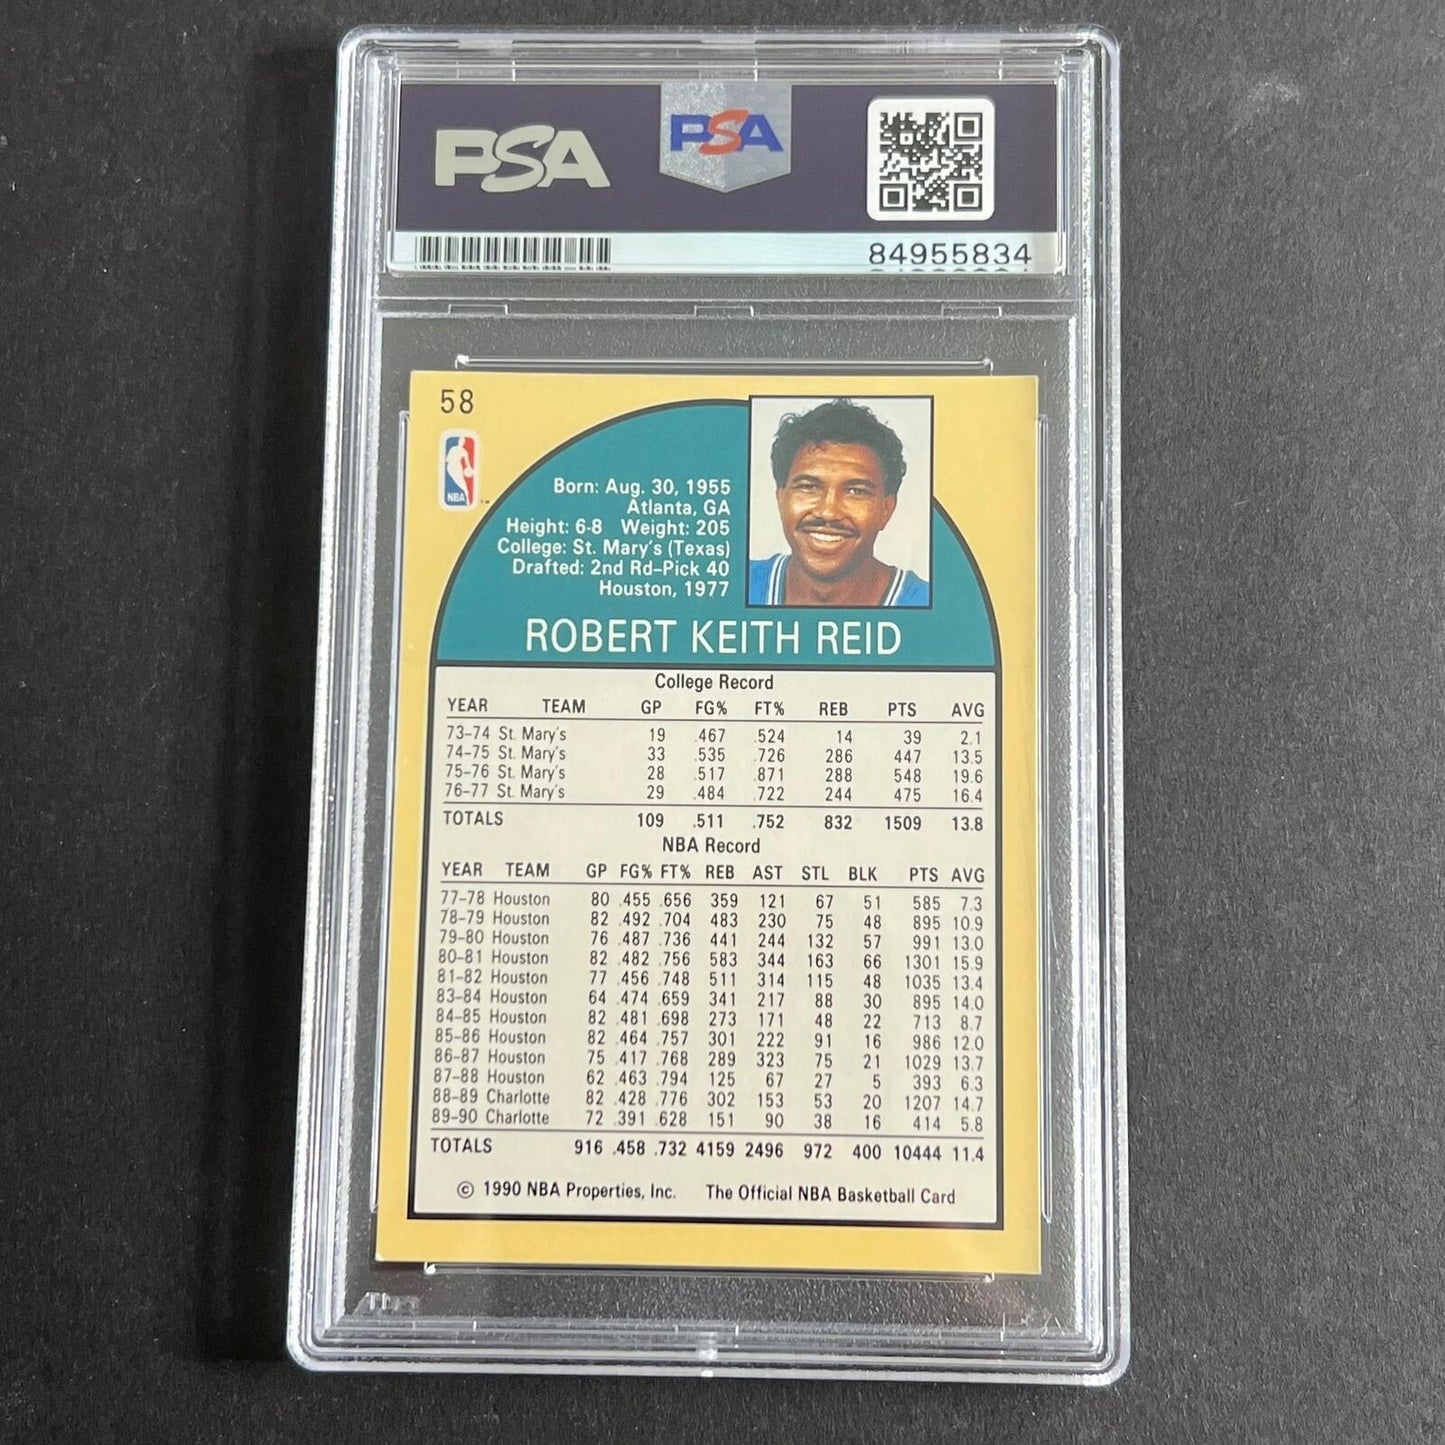 PSA
PSA
84955834
58
NBA
Born: Aug. 30, 1955
Atlanta, GA
Height: 6-8 Weight: 205
College: St. Mary's (Texas)
Drafted: 2nd Rd–Pick 40
Houston, 1977
ROBERT KEITH REID
College Record
YEAR TEAM GP FG% FT% REB PTS AVG
73–74 St. Mary's 19 .467 .524 14 39 2.1
74–75 St. Mary's 33 .535 .726 286 447 13.5
75–76 St. Mary's 28 .517 .871 288 548 19.6
76–77 St. Mary's 29 .484 .722 244 475 16.4
TOTALS 109 .511 .752 832 1509 13.8
NBA Record
YEAR TEAM GP FG% FT% REB AST STL BLK PTS AVG
77–78 Houston 80 .455 .656 359 121 67 51 585 7.3
78–79 Houston 82 .492 .704 483 230 75 48 895 10.9
79–80 Houston 76 .487 .736 441 244 132 57 991 13.0
80–81 Houston 82 .482 .756 583 344 163 66 1301 15.9
81–82 Houston 77 .456 .748 511 314 115 48 1035 13.4
83–84 Houston 64 .474 .659 341 217 88 30 895 14.0
84–85 Houston 82 .481 .698 273 171 48 22 713 8.7
85–86 Houston 82 .464 .757 301 222 91 16 986 12.0
86–87 Houston 75 .417 .768 289 323 75 21 1029 13.7
87–88 Houston 62 .463 .794 125 67 27 5 393 6.3
88–89 Charlotte 82 .428 .776 302 153 53 20 1207 14.7
89–90 Charlotte 72 .391 .628 151 90 38 16 414 5.8
TOTALS 916 .458 .732 4159 2496 972 400 10444 11.4
© 1990 NBA Properties, Inc. The Official NBA Basketball Card